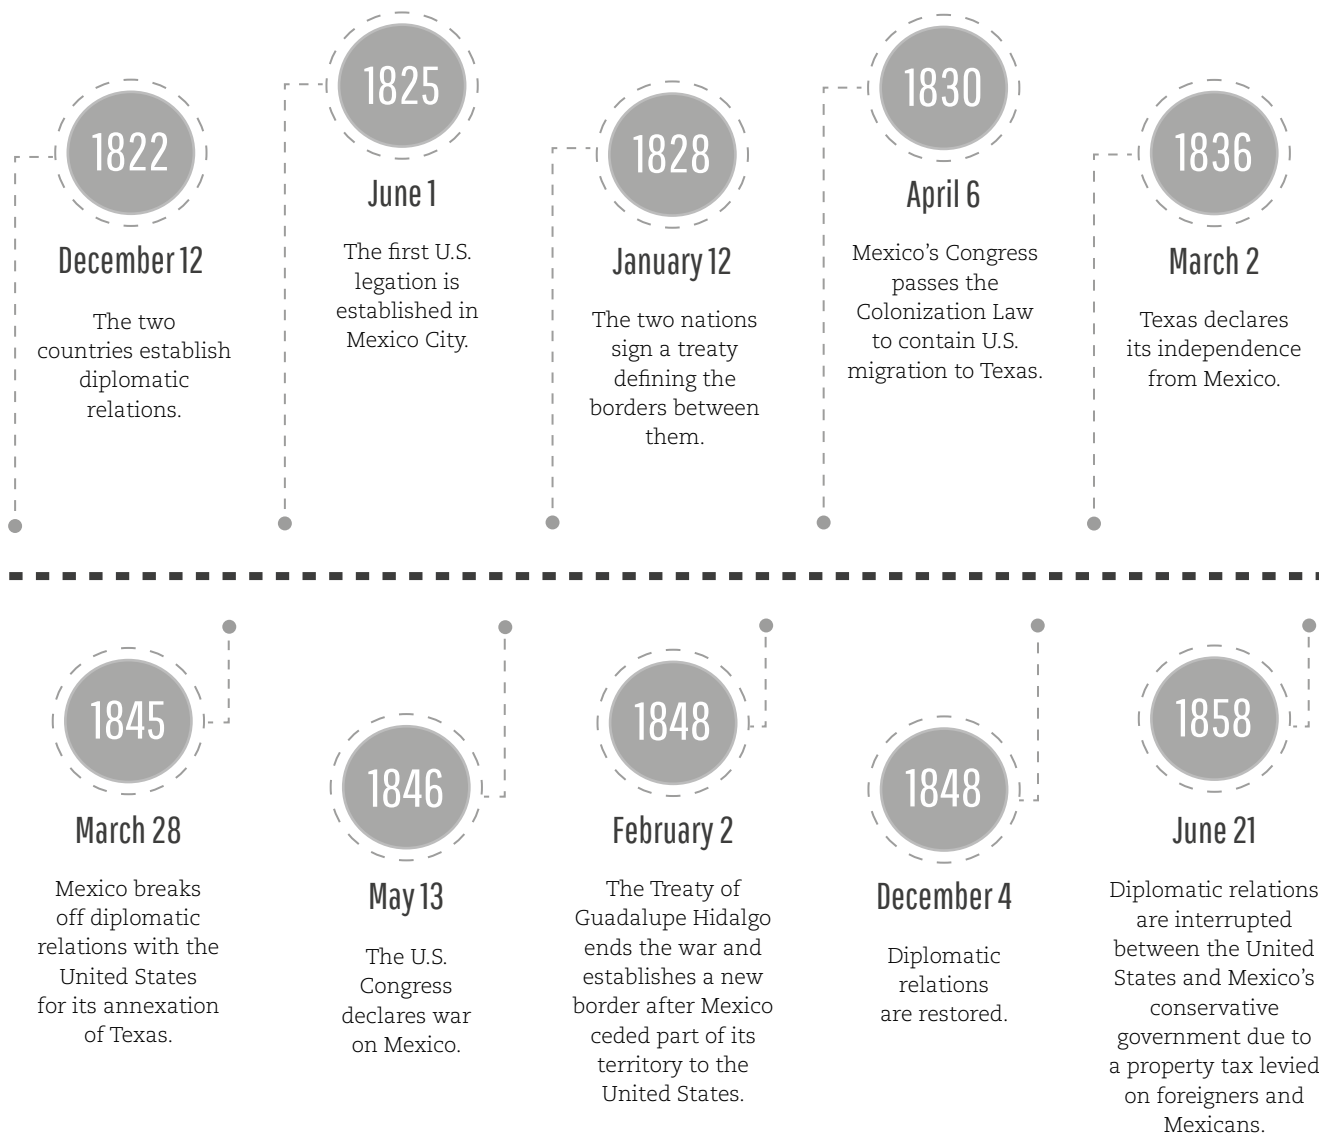 1822
December 12
The two
countries establish
diplomatic
relations.
1825
June 1
The first U.S.
legation is
established in
Mexico City.
1828
January 12
The two nations
sign a treaty
defining the
borders between
them.
1830
April 6
Mexico’s Congress
passes the
Colonization Law
to contain U.S.
migration to Texas.
1836
March 2
Texas declares
its independence
from Mexico.
1845
March 28
Mexico breaks
off diplomatic
relations with the
United States
for its annexation
of Texas.
1846
May 13
The U.S.
Congress
declares war
on Mexico.
1848
February 2
The Treaty of
Guadalupe Hidalgo
ends the war and
establishes a new
border after Mexico
ceded part of its
territory to the
United States.
1848
December 4
Diplomatic
relations
are restored.
1858
June 21
Diplomatic relations
are interrupted
between the United
States and Mexico’s
conservative
government due to
a property tax levied
on foreigners and
Mexicans.